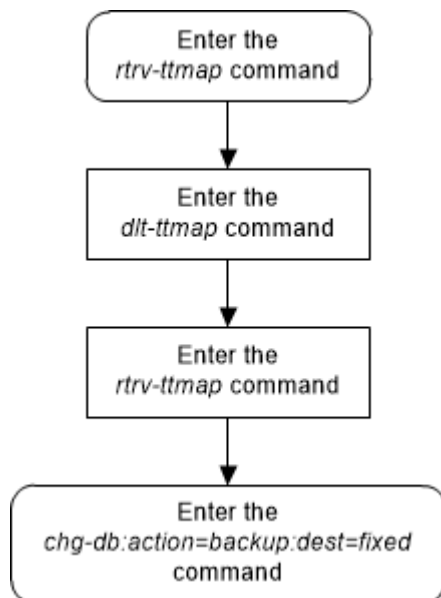 Enter the
rtrv-ttmap command
Enter the
dlt-ttmap command
Enter the
rtrv-ttmap command
Enter the
chg-db:action=backup:dest=fixed
command